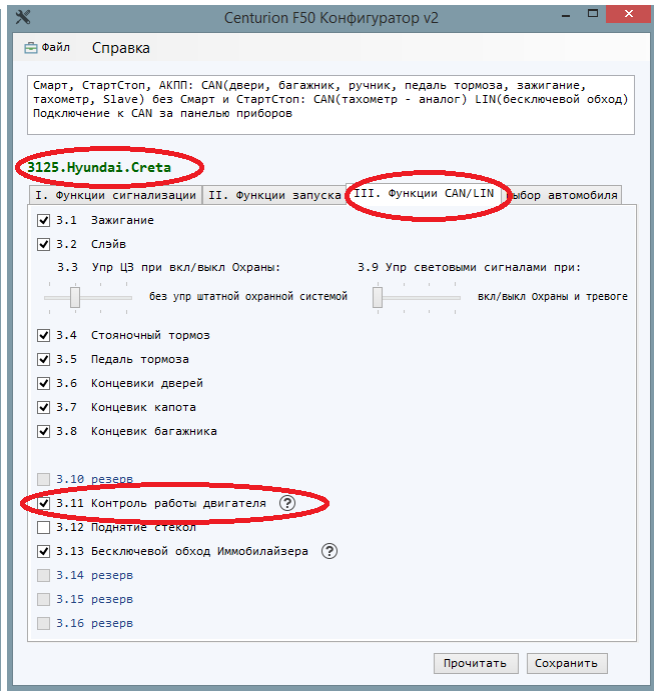 Centurion F50 Конфигуратор v2
Файл Справка
Смарт, СтартСтоп, АКПП: CAN(двери, багажник, ручник, педаль тормоза, зажигание,
тахометр, Slave) без Смарт и СтартСтоп: CAN(тахометр - аналог) LIN(бесключевой обход)
Подключение к CAN за панелью приборов
3125.Hyundai.Creta
I. Функции сигнализации II. Функции запуска III. Функции CAN/LIN выбор автомобиля
3.1 Зажигание
3.2 Слэйв
3.3 Упр ЦЗ при вкл/выкл Охраны: 3.9 Упр световыми сигналами при:
без упр штатной охранной системой вкл/выкл Охраны и тревоге
3.4 Стояночный тормоз
3.5 Педаль тормоза
3.6 Концевики дверей
3.7 Концевик капота
3.8 Концевик багажника
3.10 резерв
3.11 Контроль работы двигателя ?
3.12 Поднятие стекол
3.13 Бесключевой обход Иммобилайзера ?
3.14 резерв
3.15 резерв
3.16 резерв
Прочитать Сохранить